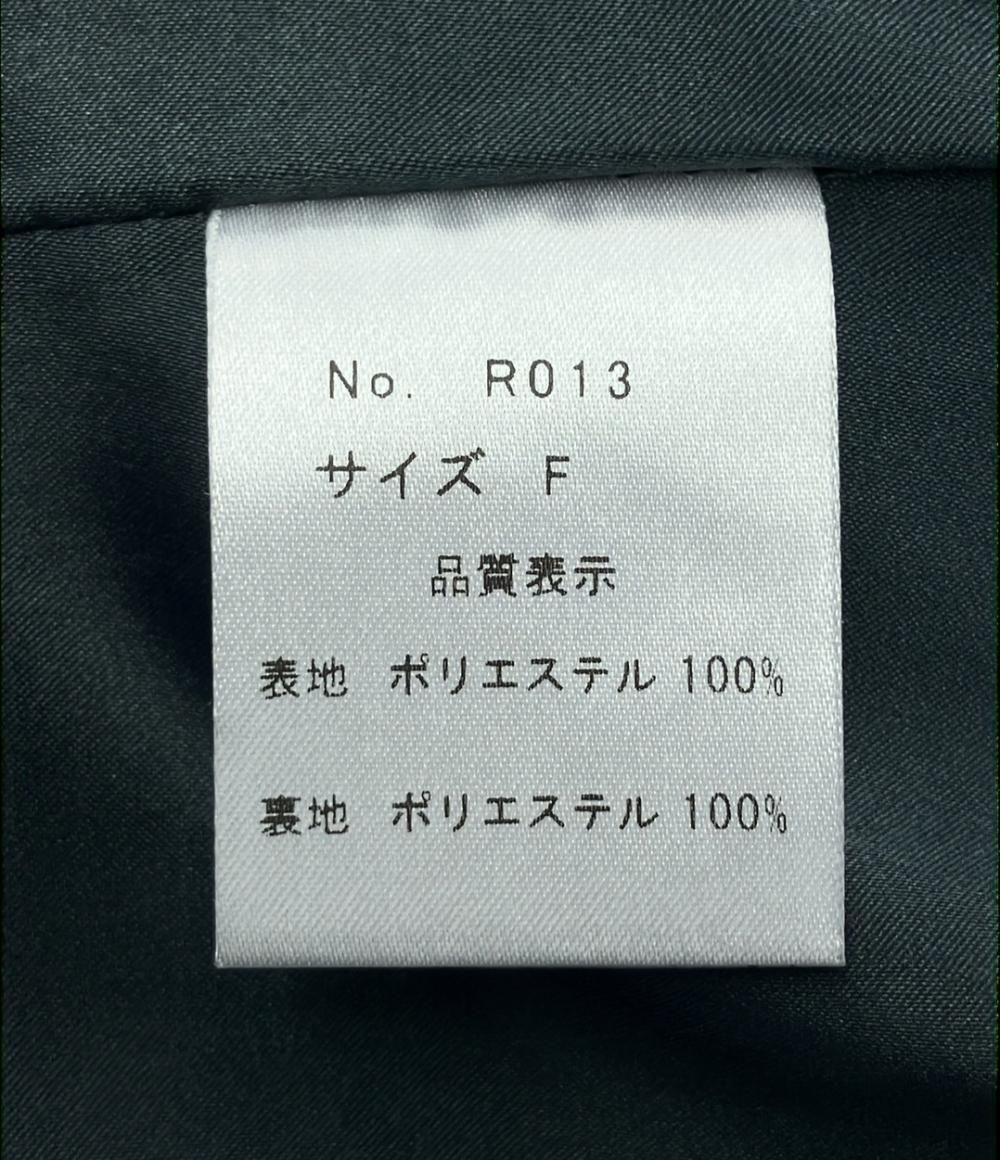 No. R013
サイズ F
品質表示
表地 ポリエステル 100%
裏地 ポリエステル 100%